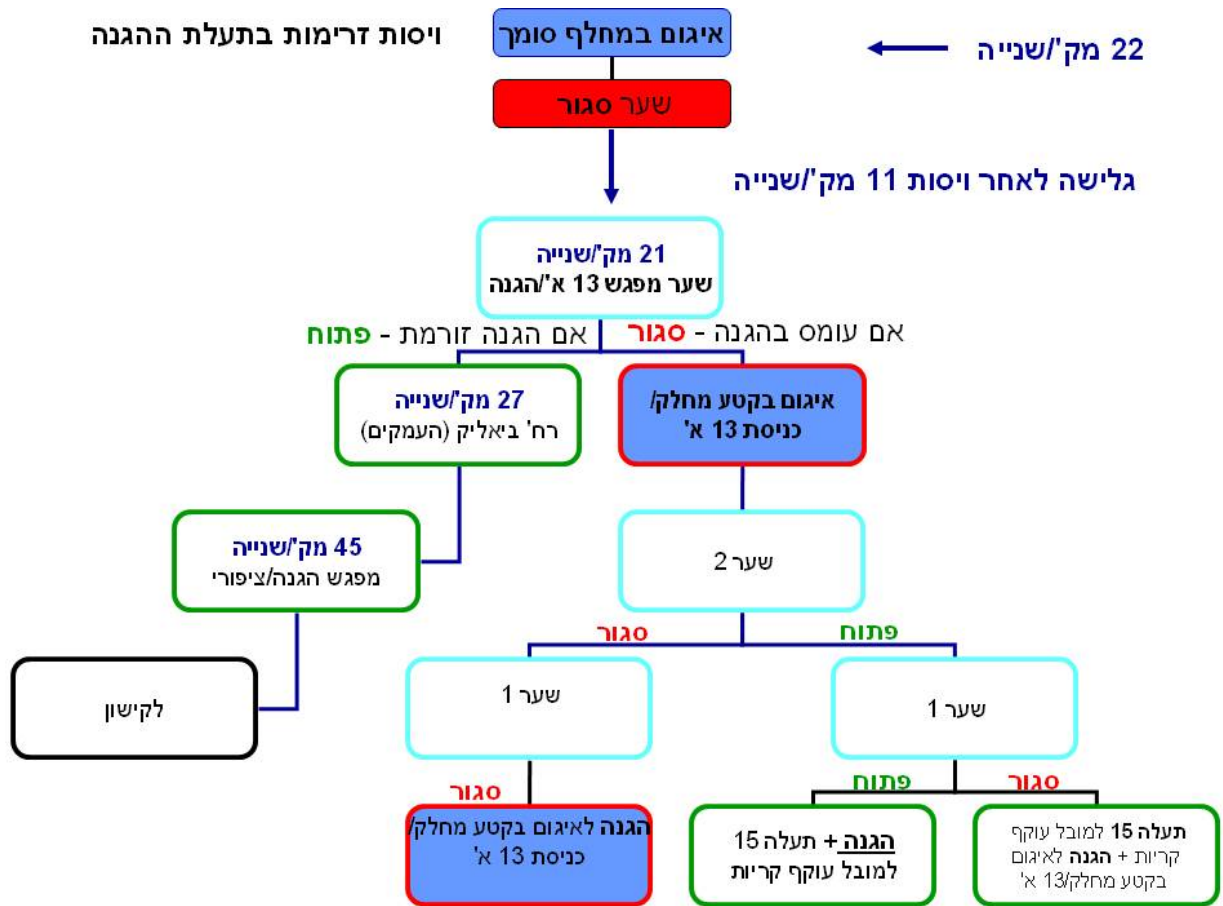 ויסות זרימות בתעלת ההגנה
איגום במחלף סומך
22 מק'/שנייה
שער סגור
גלישה לאחר ויסות 11 מק'/שנייה
21 מק'/שנייה
שער מפגש 13 א'/הגנה
אם עומס בהגנה - סגור
אם הגנה זורמת - פתוח
איגום בקטע מחלק/
כניסת 13 א'
27 מק'/שנייה
רח' ביאליק (העמקים)
שער 2
45 מק'/שנייה
מפגש הגנה/ציפורי
פתוח
סגור
שער 1
שער 1
לקישון
סגור
פתוח
סגור
תעלה 15 למובל עוקף
קריות + הגנה לאיגום
בקטע מחלק/13 א'
הגנה + תעלה 15
למובל עוקף קריות
הגנה לאיגום בקטע מחלק/
כניסת 13 א'